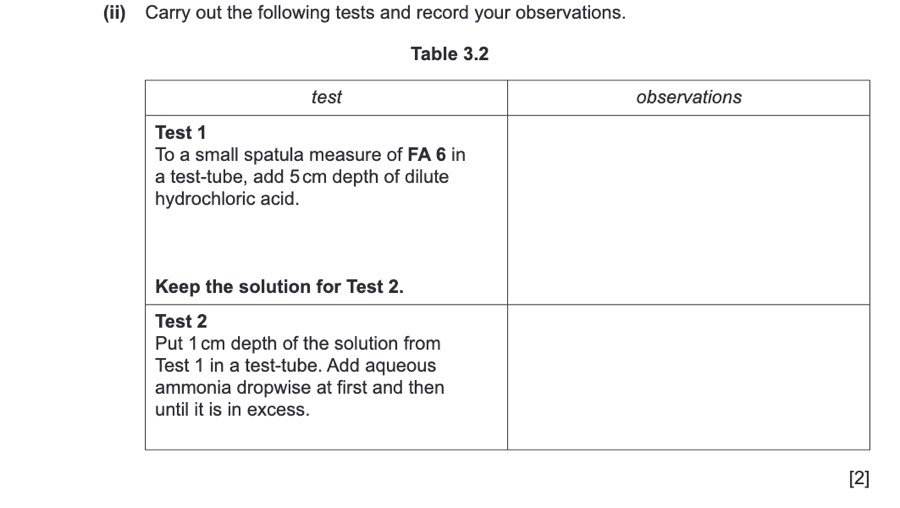 (ii) Carry out the following tests and record your observations.
Table 3.2
test observations
Test 1
To a small spatula measure of FA 6 in
a test-tube, add 5 cm depth of dilute
hydrochloric acid.
Keep the solution for Test 2.
Test 2
Put 1 cm depth of the solution from
Test 1 in a test-tube. Add aqueous
ammonia dropwise at first and then
until it is in excess.
[2]